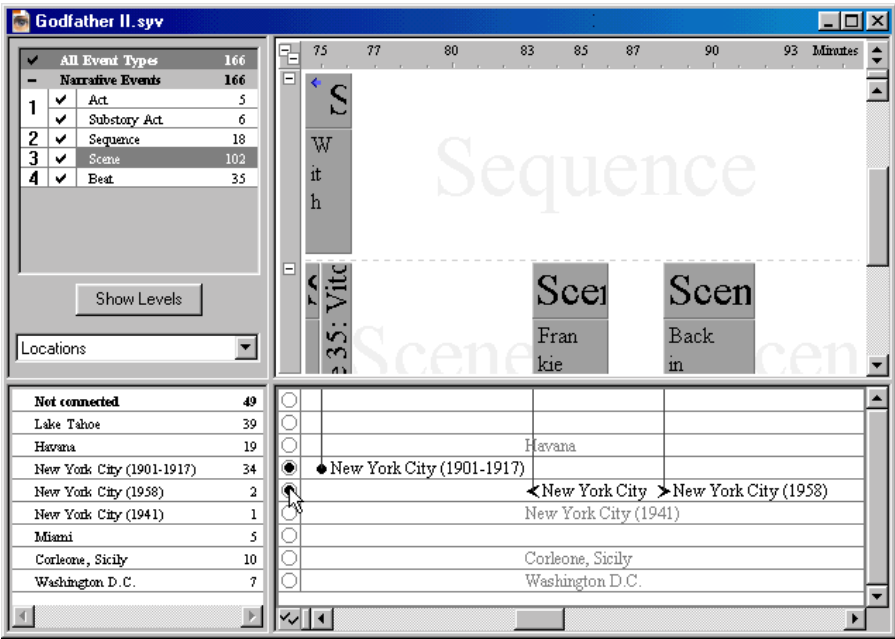 Godfather II.syv
All Event Types 166
Narrative Events 166
1 Act 5
Substory Act 6
2 Sequence 18
3 Scene 102
4 Beat 35
Show Levels
Locations
75 77 80 83 85 87 90 93 Minutes
S
W
it
h
Sequence
S
e 35: Vito
Scen
Fran
kie
Scen
Back
in
Scene
cen
Not connected 49
Lake Tahoe 39
Havana 19
New York City (1901-1917) 34
New York City (1958) 2
New York City (1941) 1
Miami 5
Corleone, Sicily 10
Washington D.C. 7
Havana
New York City (1901-1917)
New York City New York City (1958)
New York City (1941)
Corleone, Sicily
Washington D.C.